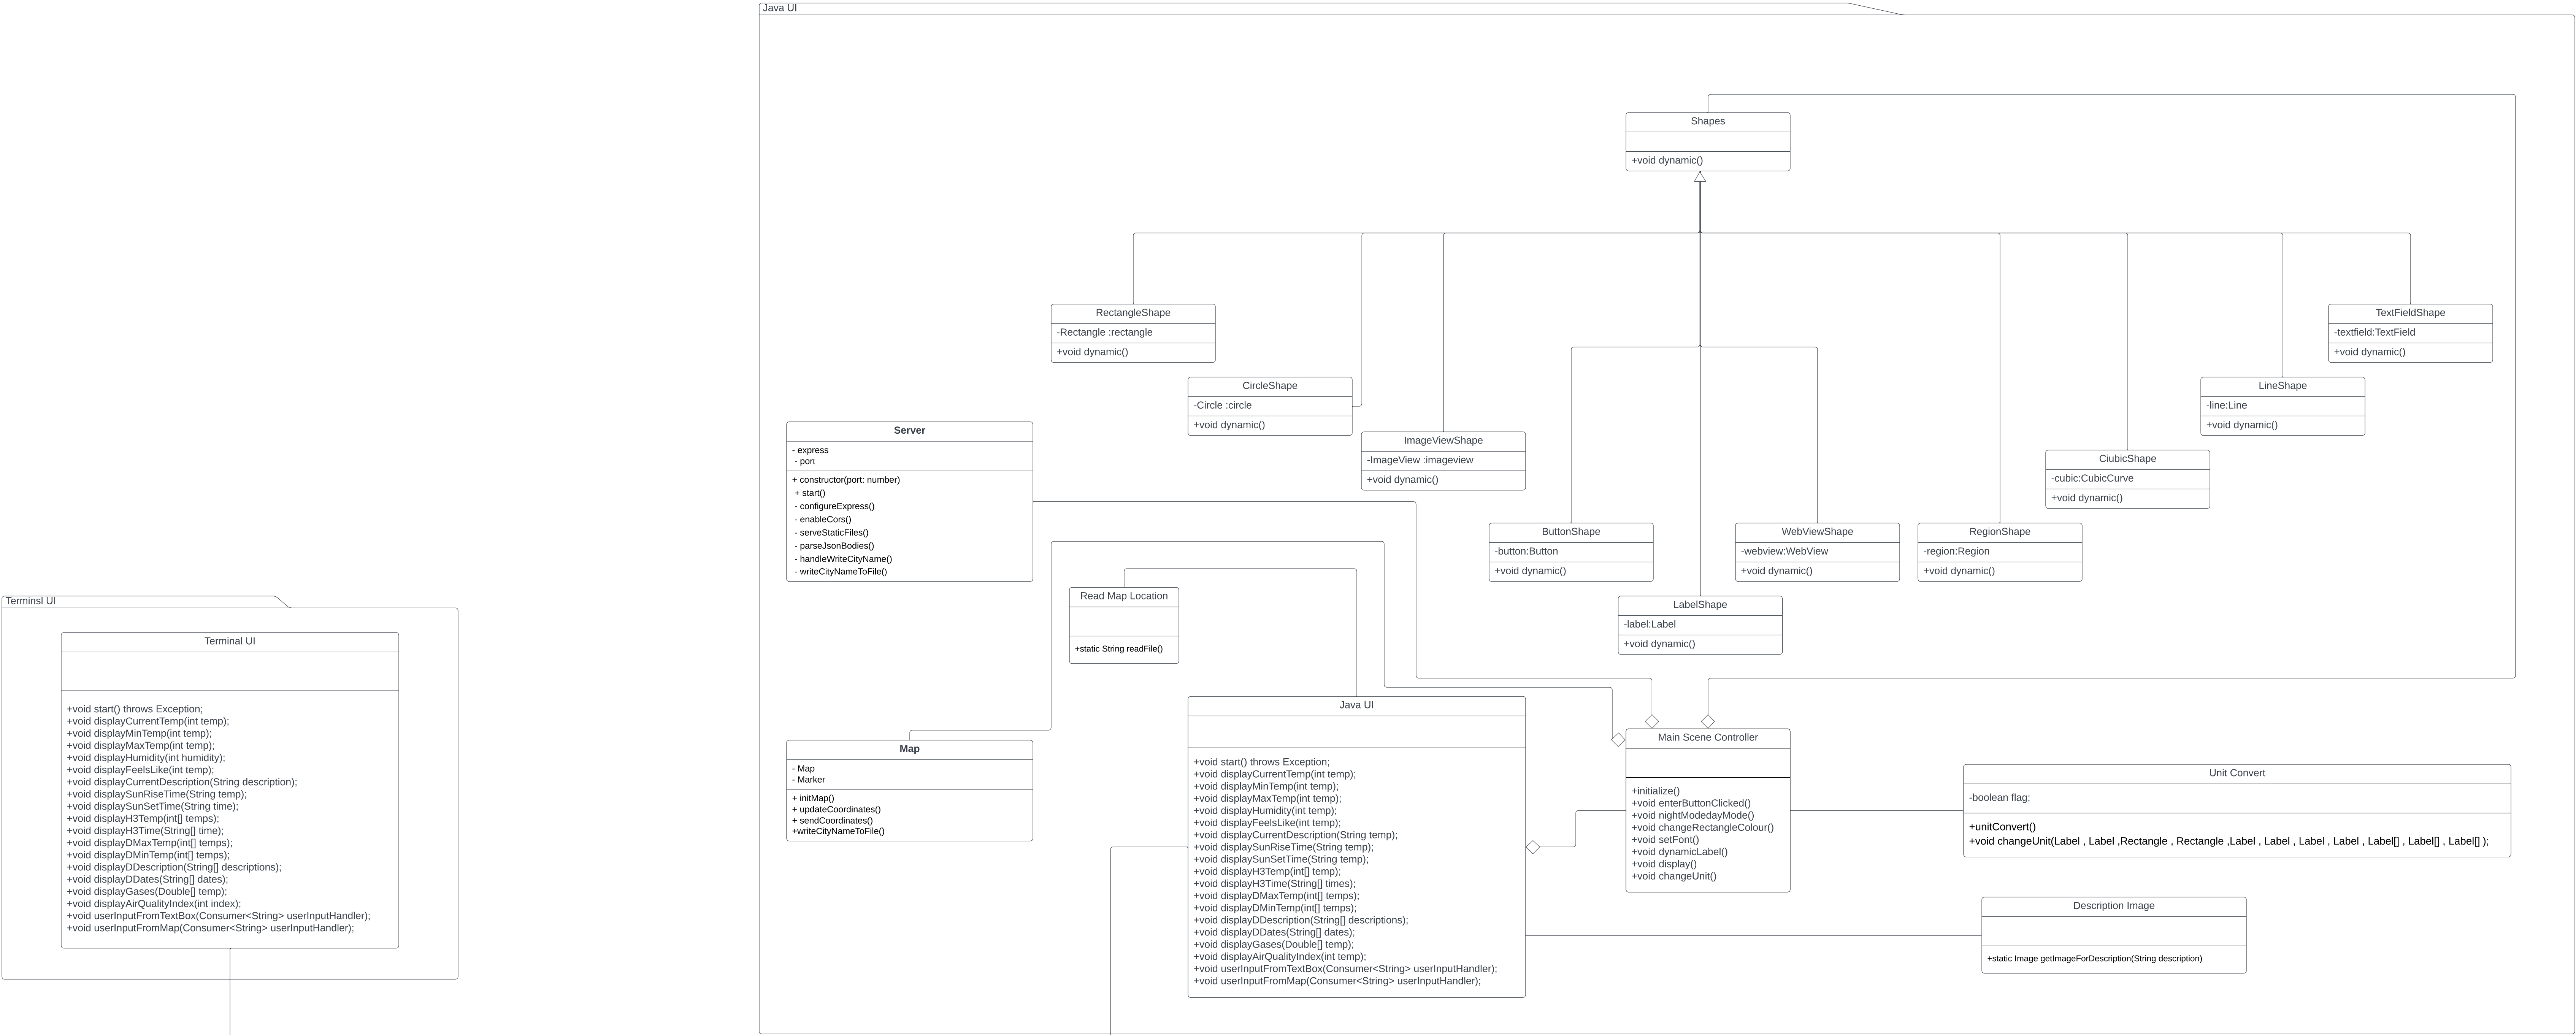 Java UI
Shapes
+void dynamic()
RectangleShape
-Rectangle :rectangle
+void dynamic()
TextFieldShape
-textfield:TextField
+void dynamic()
CircleShape
-Circle :circle
+void dynamic()
LineShape
-line:Line
+void dynamic()
Server
- express
- port
+ constructor(port: number)
+ start()
- configureExpress()
- enableCors()
- serveStaticFiles()
- parseJsonBodies()
- handleWriteCityName()
- writeCityNameToFile()
ImageViewShape
-ImageView :imageview
+void dynamic()
CiubicShape
-cubic:CubicCurve
+void dynamic()
ButtonShape
-button:Button
+void dynamic()
WebViewShape
-webview:WebView
+void dynamic()
RegionShape
-region:Region
+void dynamic()
Read Map Location
+static String readFile()
LabelShape
-label:Label
+void dynamic()
Terminsl UI
Terminal UI
+void start() throws Exception;
+void displayCurrentTemp(int temp);
+void displayMinTemp(int temp);
+void displayMaxTemp(int temp);
+void displayHumidity(int humidity);
+void displayFeelsLike(int temp);
+void displayCurrentDescription(String description);
+void displaySunRiseTime(String temp);
+void displaySunSetTime(String time);
+void displayH3Temp(int[] temps);
+void displayH3Time(String[] time);
+void displayDMaxTemp(int[] temps);
+void displayDMinTemp(int[] temps);
+void displayDDescription(String[] descriptions);
+void displayDDates(String[] dates);
+void displayGases(Double[] temp);
+void displayAirQualityIndex(int index);
+void userInputFromTextBox(Consumer<String> userInputHandler);
+void userInputFromMap(Consumer<String> userInputHandler);
Map
- Map
- Marker
+ initMap()
+ updateCoordinates()
+ sendCoordinates()
+writeCityNameToFile()
Java UI
+void start() throws Exception;
+void displayCurrentTemp(int temp);
+void displayMinTemp(int temp);
+void displayMaxTemp(int temp);
+void displayHumidity(int temp);
+void displayFeelsLike(int temp);
+void displayCurrentDescription(String temp);
+void displaySunRiseTime(String temp);
+void displaySunSetTime(String temp);
+void displayH3Temp(int[] temp);
+void displayH3Time(String[] times);
+void displayDMaxTemp(int[] temps);
+void displayDMinTemp(int[] temps);
+void displayDDescription(String[] descriptions);
+void displayDDates(String[] dates);
+void displayGases(Double[] temp);
+void displayAirQualityIndex(int temp);
+void userInputFromTextBox(Consumer<String> userInputHandler);
+void userInputFromMap(Consumer<String> userInputHandler);
Main Scene Controller
+initialize()
+void enterButtonClicked()
+void nightModedayMode()
+void changeRectangleColour()
+void setFont()
+void dynamicLabel()
+void display()
+void changeUnit()
Unit Convert
-boolean flag;
+unitConvert()
+void changeUnit(Label , Label ,Rectangle , Rectangle ,Label , Label , Label , Label , Label[] , Label[] , Label[] );
Description Image
+static Image getImageForDescription(String description)